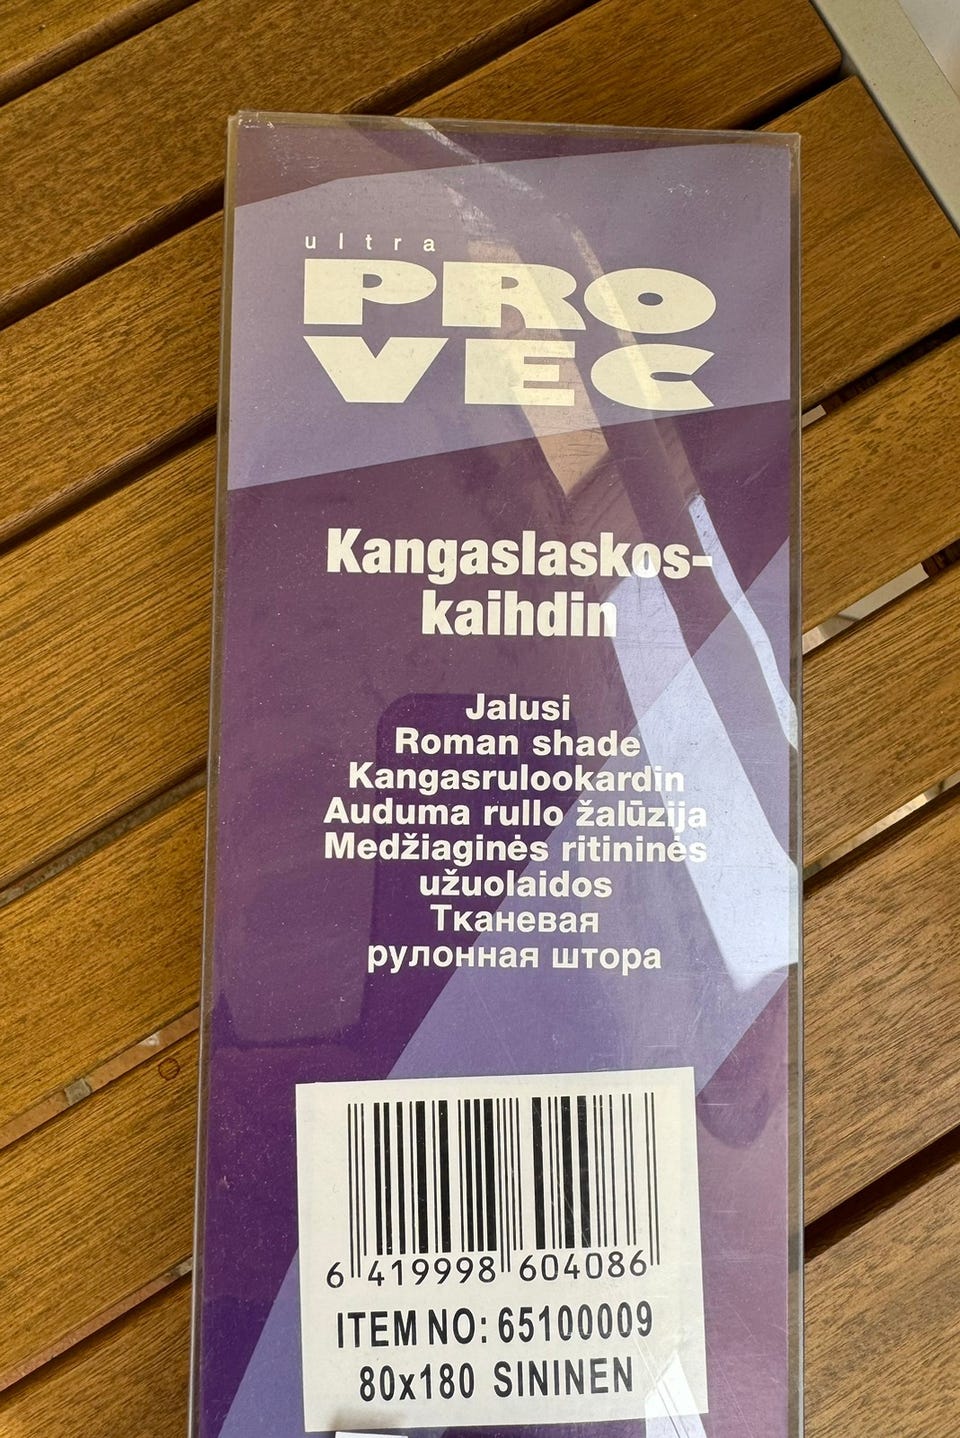 ultra
PRO
VEC
Kangaslaskos-
kaihdin
Jalusi
Roman shade
Kangasrulookardin
Auduma rullo žalūzija
Medžiaginės ritininės
užuolaidos
Тканевая
рулонная штора
6 419998 604086
ITEM NO: 65100009
80x180 SININEN